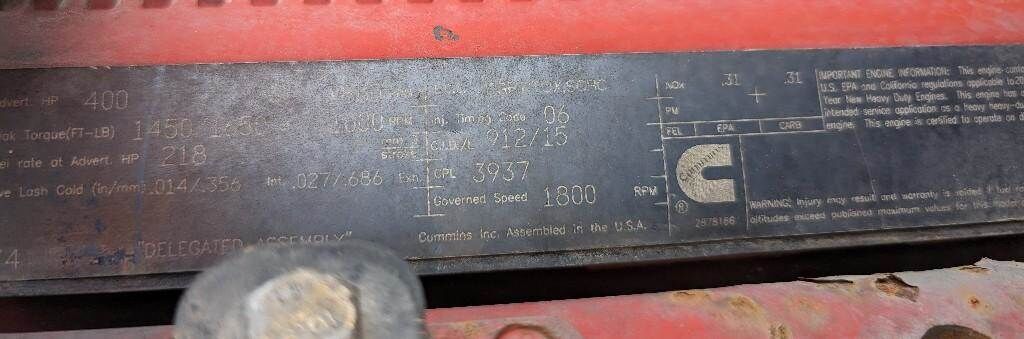 dvert. HP 400
ak Torque(FT-LB) 1450
el rate at Advert. HP 218
ve Lash Cold (in/mm) .014/.356 Int. .027/.686 Exh.
"DELEGATED ASSEMBLY"
Inj. Timing Code 06
C.I.D./L 912/15
CPL 3937
Governed Speed 1800 RPM
Cummins Inc. Assembled in the U.S.A.
NOx .31 .31
PM
FEL EPA CARB
Cummins
®
2878166
IMPORTANT ENGINE INFORMATION: This engine
U.S. EPA and California regulations applicable
Year New Heavy Duty Engines. This engine has
intended service application as a heavy heavy-du
engine. This engine is certified to operate on
WARNING: Injury may result and warranty is voided if fuel
altitudes exceed published maximum values for this model